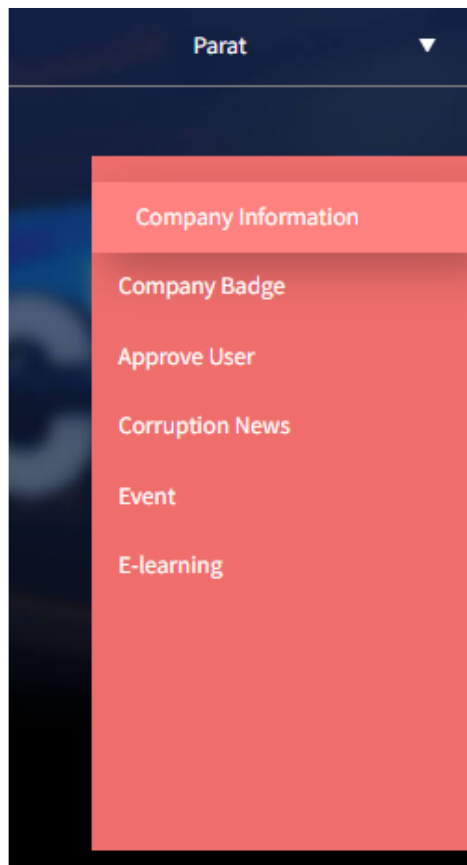 Parat ▼
Company Information
Company Badge
Approve User
Corruption News
Event
E-learning